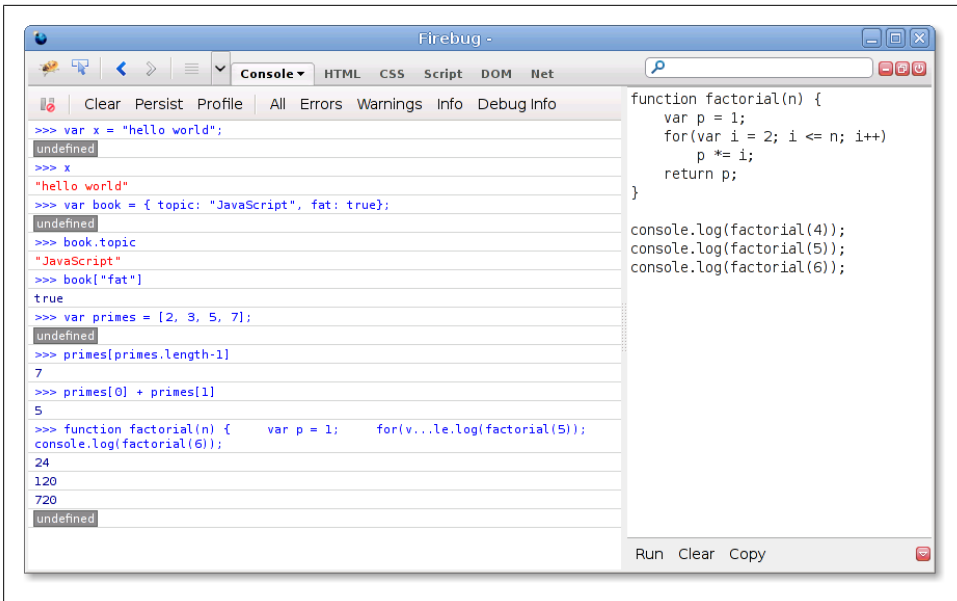 Firebug -
Console HTML CSS Script DOM Net
Clear Persist Profile All Errors Warnings Info Debug Info
>>> var x = "hello world";
undefined
>>> x
"hello world"
>>> var book = { topic: "JavaScript", fat: true};
undefined
>>> book.topic
"JavaScript"
>>> book["fat"]
true
>>> var primes = [2, 3, 5, 7];
undefined
>>> primes[primes.length-1]
7
>>> primes[0] + primes[1]
5
>>> function factorial(n) {     var p = 1;     for(v...le.log(factorial(5));
console.log(factorial(6));
24
120
720
undefined
function factorial(n) {
    var p = 1;
    for(var i = 2; i <= n; i++)
        p *= i;
    return p;
}
console.log(factorial(4));
console.log(factorial(5));
console.log(factorial(6));
Run Clear Copy